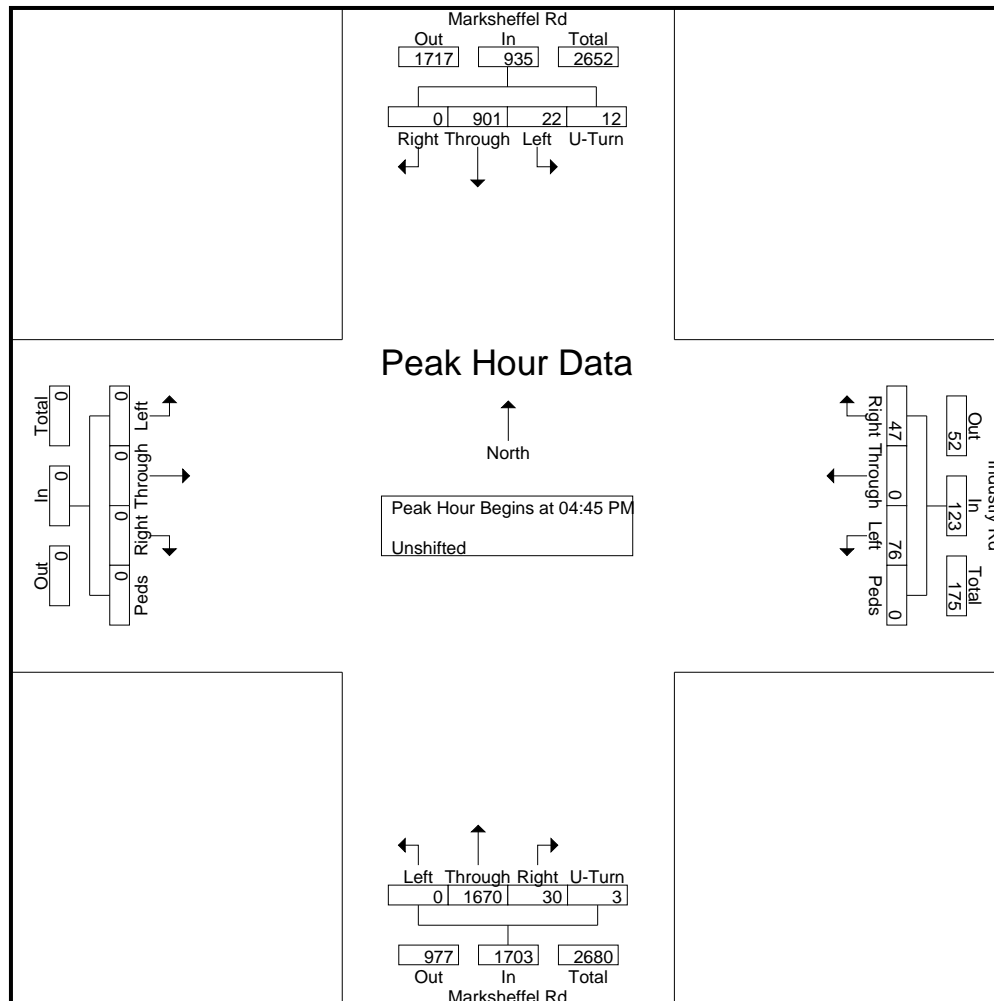 Marksheffel Rd
Out In Total
1717 935 2652
0 901 22 12
Right Through Left U-Turn
Peak Hour Data
North
Peak Hour Begins at 04:45 PM
Unshifted
Total In Out
0 0 0
0 0 0 0
Left Through Right Peds
Right Through Left Peds
47 0 76 0
Out In Total
52 123 175
Industry Rd
Left Through Right U-Turn
0 1670 30 3
977 1703 2680
Out In Total
Marksheffel Rd